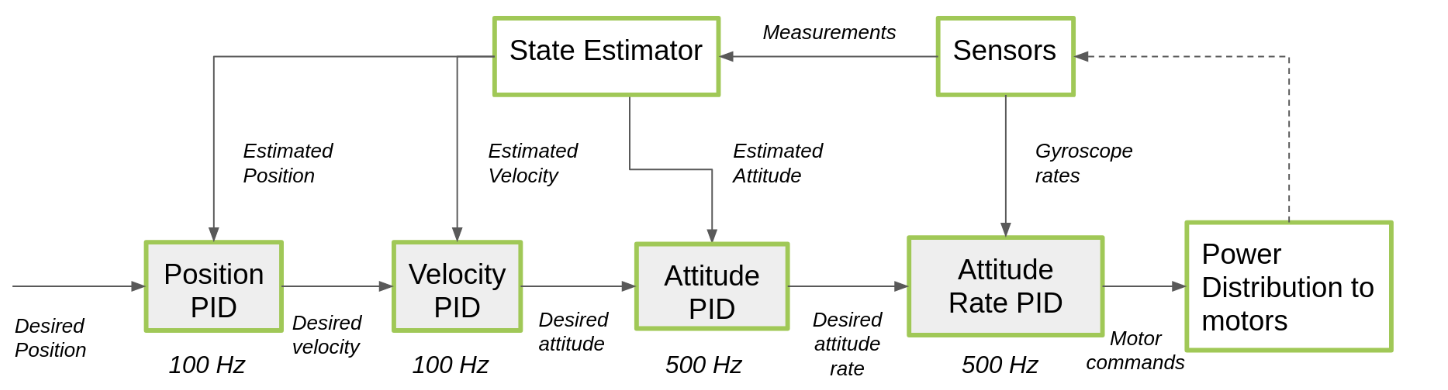 State Estimator
Measurements
Sensors
Estimated
Position
Estimated
Velocity
Estimated
Attitude
Gyroscope
rates
Position
PID
Velocity
PID
Attitude
PID
Attitude
Rate PID
Power
Distribution to
motors
Desired
Position
Desired
velocity
Desired
attitude
Desired
attitude
rate
Motor
commands
100 Hz
100 Hz
500 Hz
500 Hz